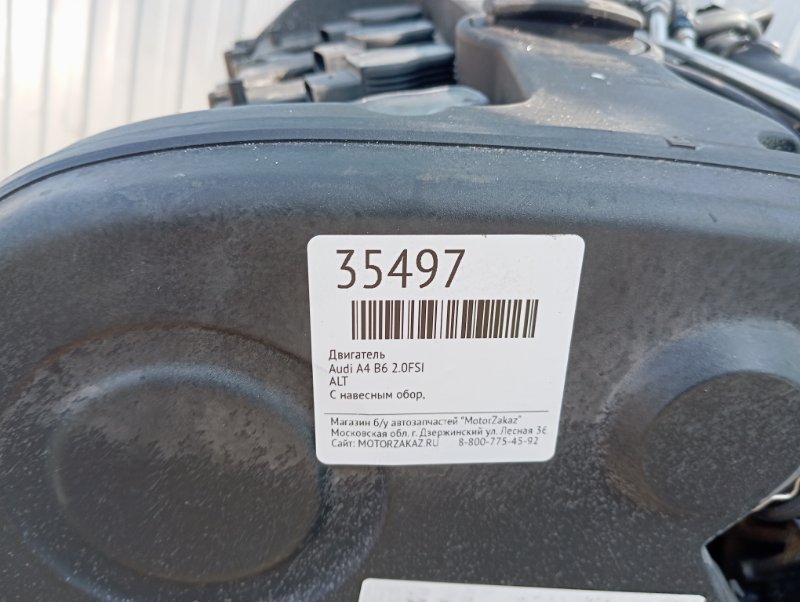 35497
Двигатель
Audi A4 B6 2.0FSI
ALT
С навесным обор,
Магазин б/у автозапчастей "MotorZakaz"
Московская обл. г. Дзержинский ул. Лесная 36
Сайт: MOTORZAKAZ.RU 8-800-775-45-92